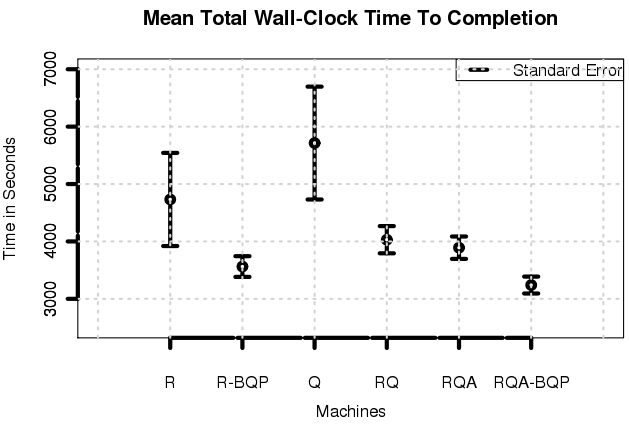 Mean Total Wall-Clock Time To Completion
Standard Error
Time in Seconds
7000
6000
5000
4000
3000
R R-BQP Q RQ RQA RQA-BQP
Machines